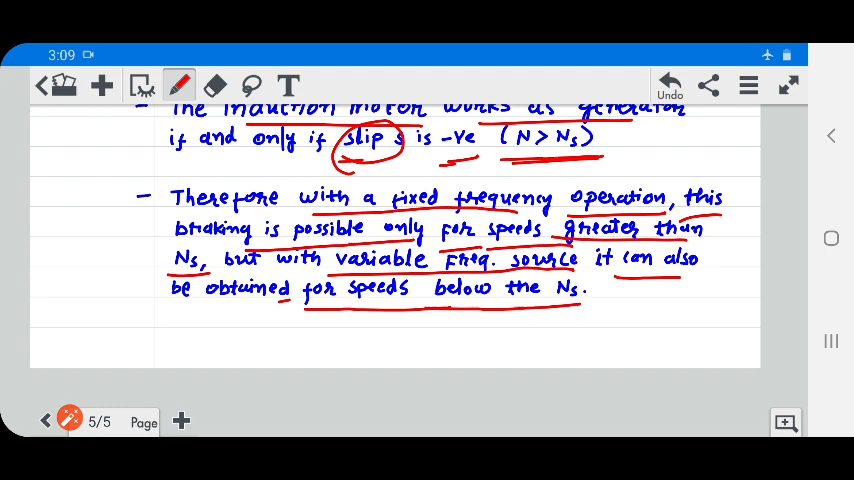 3:09
Undo
- The induction motor works as generator
if and only if slip s is -ve (N > Ns)
- Therefore with a fixed frequency operation, this
braking is possible only for speeds greater than
Ns, but with variable freq. source it can also
be obtained for speeds below the Ns.
5/5 Page